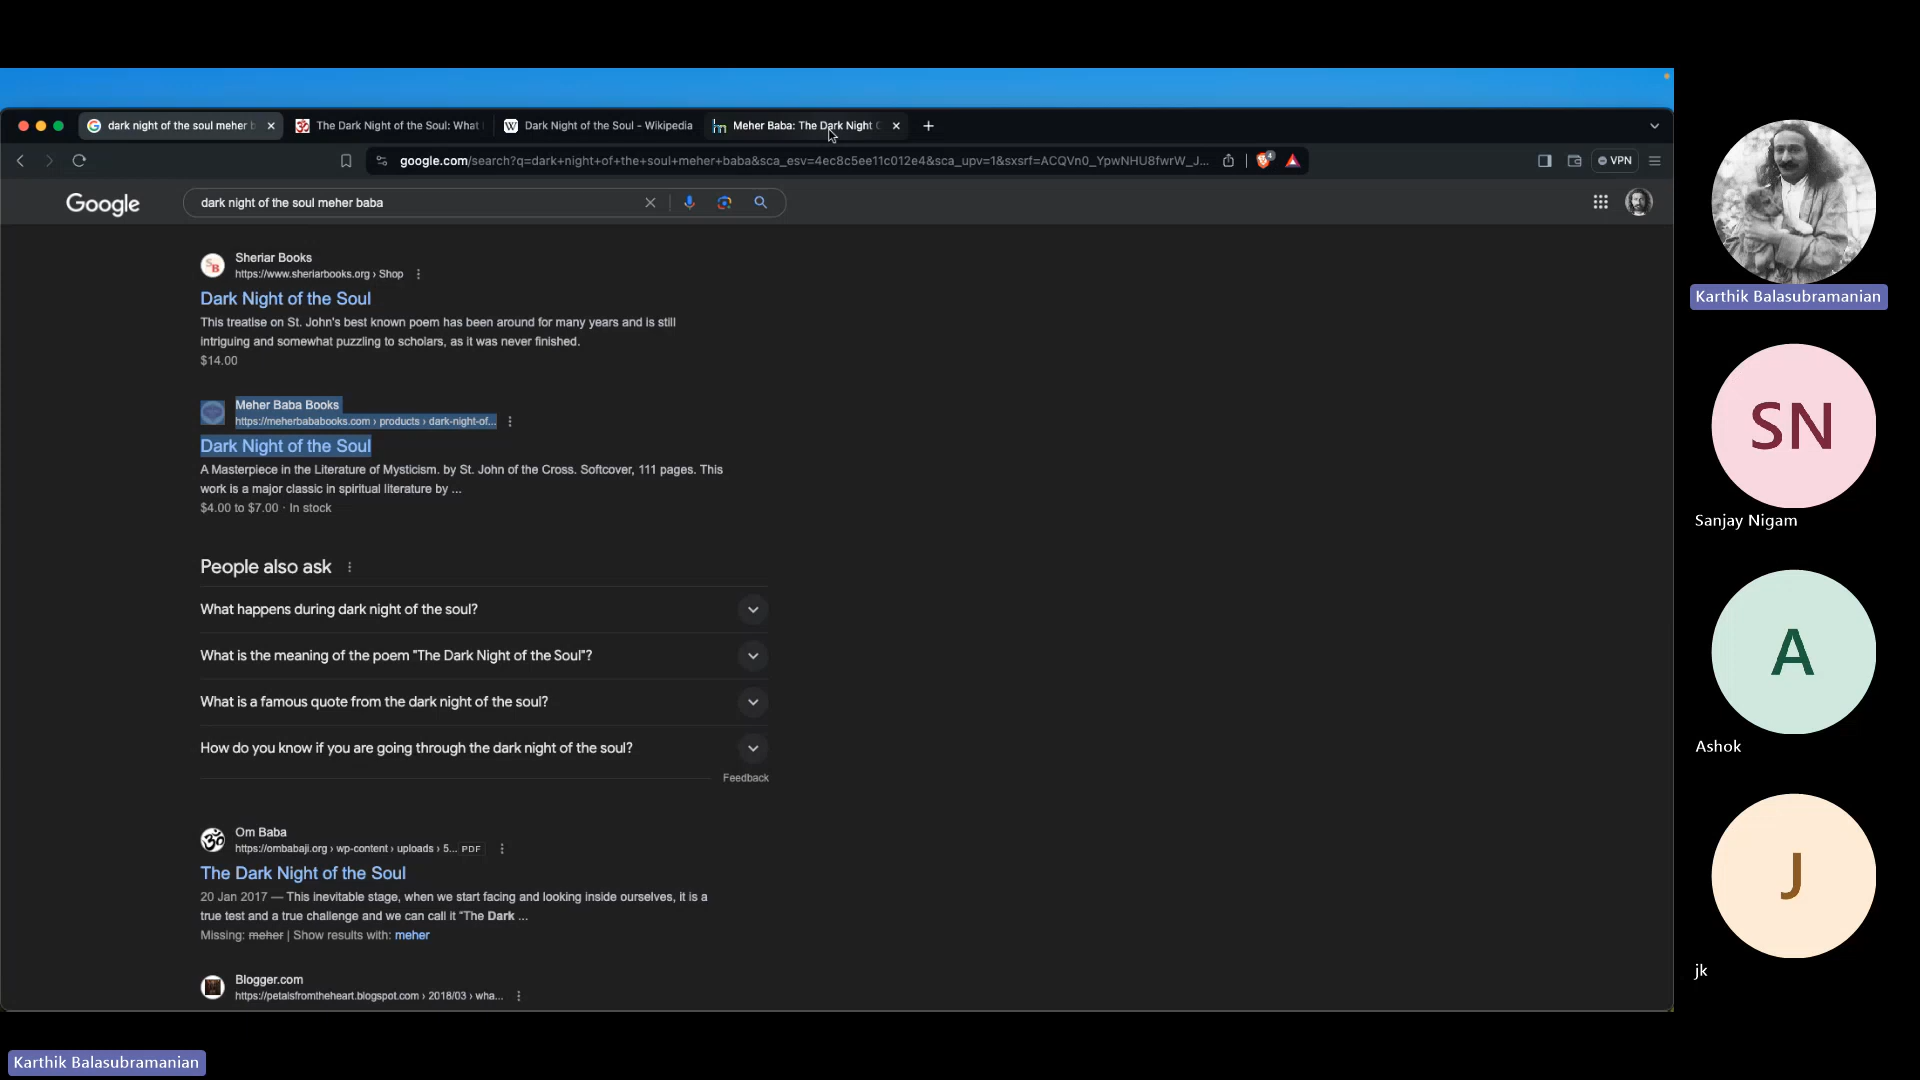 dark night of the soul meher b
The Dark Night of the Soul: What
Dark Night of the Soul - Wikipedia
Meher Baba: The Dark Night
google.com/search?q=dark+night+of+the+soul+meher+baba&sca_esv=4ec8c5ee11c012e4&sca_upv=1&sxsrf=ACQVn0_YpwNHU8fwrW_J...
4
VPN
Google
dark night of the soul meher baba
Sheriar Books
https://www.sheriarbooks.org › Shop
Dark Night of the Soul
This treatise on St. John's best known poem has been around for many years and is still
intriguing and somewhat puzzling to scholars, as it was never finished.
$14.00
Meher Baba Books
https://meherbababooks.com › products › dark-night-of...
Dark Night of the Soul
A Masterpiece in the Literature of Mysticism. by St. John of the Cross. Softcover, 111 pages. This
work is a major classic in spiritual literature by ...
$4.00 to $7.00 · In stock
People also ask
What happens during dark night of the soul?
What is the meaning of the poem "The Dark Night of the Soul"?
What is a famous quote from the dark night of the soul?
How do you know if you are going through the dark night of the soul?
Feedback
Om Baba
https://ombabaji.org › wp-content › uploads › 5... PDF
The Dark Night of the Soul
20 Jan 2017 — This inevitable stage, when we start facing and looking inside ourselves, it is a
true test and a true challenge and we can call it "The Dark ...
Missing: meher | Show results with: meher
Blogger.com
https://petalsfromtheheart.blogspot.com › 2018/03 › wha...
Karthik Balasubramanian
SN
Sanjay Nigam
A
Ashok
J
jk
Karthik Balasubramanian